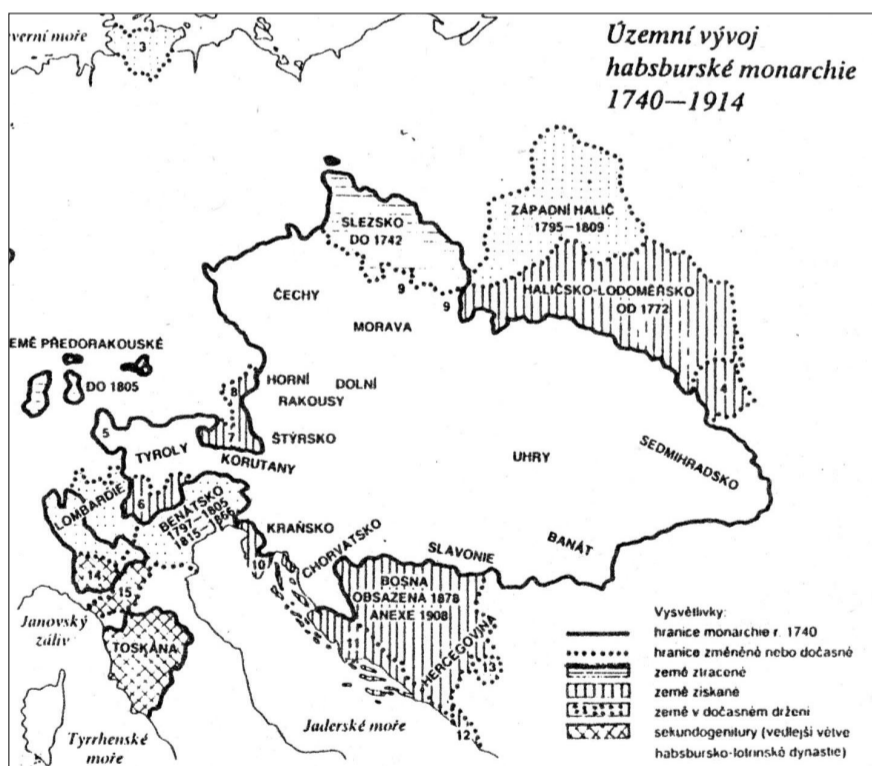 Územní vývoj
habsburské monarchie
1740—1914
verní moře
3
SLEZSKO
DO 1742
ZÁPADNÍ HALIČ
1795–1809
HALIČSKO-LODOMĚŘSKO
OD 1772
9
9
ČECHY
MORAVA
4
EMĚ PŘEDORAKOUSKÉ
DO 1805
8
HORNÍ
RAKOUSY
DOLNÍ
5
7
ŠTÝRSKO
TYROLY
KORUTANY
UHRY
SEDMIHRADSKO
6
LOMBARDIE
BENÁTSKO
1797–1805
1815–1866
KRAŇSKO
CHORVATSKO
SLAVONIE
BANÁT
10
14
15
BOSNA
OBSAZENÁ 1878
ANEXE 1908
HERCEGOVINA
11
13
12
Janovský
záliv
TOSKÁNA
Jaderské moře
Tyrrhenské
moře
Vysvětlivky:
hranice monarchie r. 1740
hranice změněné nebo dočasné
země ztracené
země získané
země v dočasném držení
sekundogenitury (vedlejší větve
habsbursko-lotrinské dynastie)